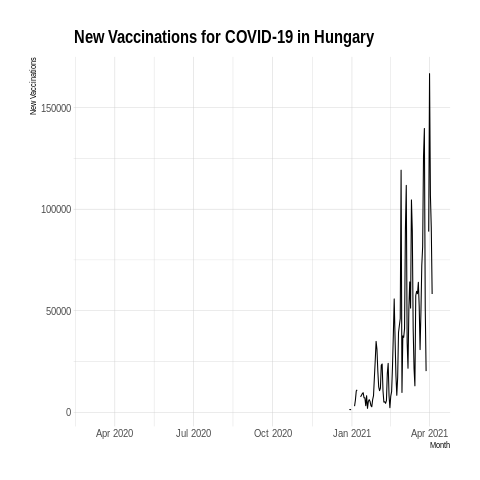 New Vaccinations for COVID-19 in Hungary
New Vaccinations
150000
100000
50000
0
Apr 2020 Jul 2020 Oct 2020 Jan 2021 Apr 2021
Month